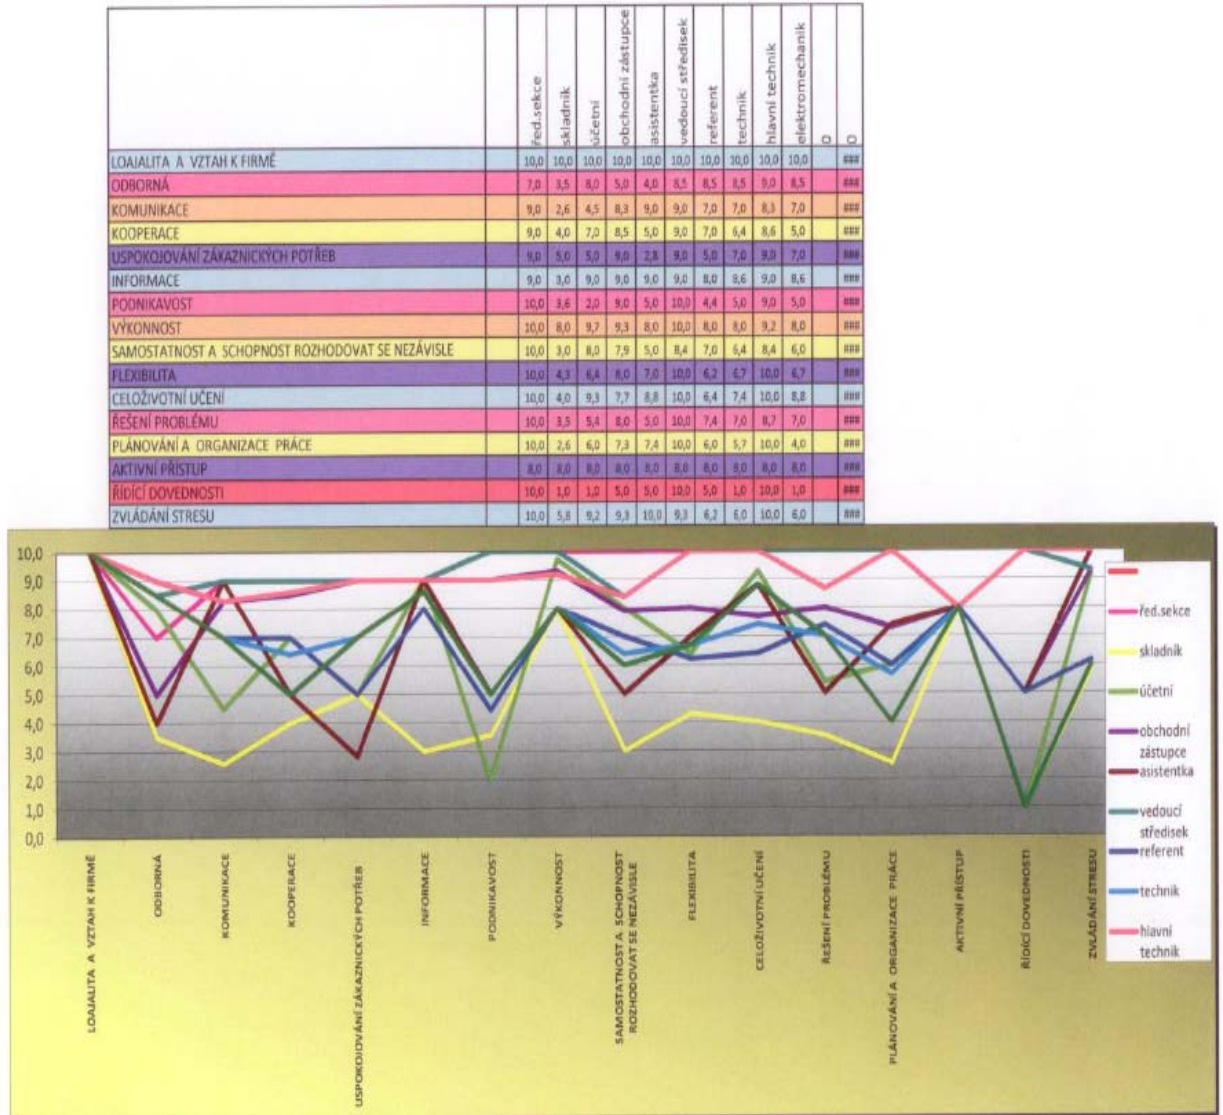 řed.sekce
skladník
účetní
obchodní zástupce
asistentka
vedoucí středisek
referent
technik
hlavní technik
elektromechanik
0
0
LOAJALITA A VZTAH K FIRMĚ 10,0 10,0 10,0 10,0 10,0 10,0 10,0 10,0 10,0 10,0 ###
ODBORNÁ 7,0 3,5 8,0 5,0 4,0 8,5 8,5 8,5 9,0 8,5 ###
KOMUNIKACE 9,0 2,6 4,5 8,3 9,0 9,0 7,0 7,0 8,3 7,0 ###
KOOPERACE 9,0 4,0 7,0 8,5 5,0 9,0 7,0 6,4 8,6 5,0 ###
USPOKOJOVÁNÍ ZÁKAZNICKÝCH POTŘEB 9,0 5,0 5,0 9,0 2,8 9,0 5,0 7,0 9,0 7,0 ###
INFORMACE 9,0 3,0 9,0 9,0 9,0 9,0 8,0 8,6 9,0 8,6 ###
PODNIKAVOST 10,0 3,6 2,0 9,0 5,0 10,0 4,4 5,0 9,0 5,0 ###
VÝKONNOST 10,0 8,0 9,7 9,3 8,0 10,0 8,0 8,0 9,2 8,0 ###
SAMOSTATNOST A SCHOPNOST ROZHODOVAT SE NEZÁVISLE 10,0 3,0 8,0 7,9 5,0 8,4 7,0 6,4 8,4 6,0 ###
FLEXIBILITA 10,0 4,3 6,4 8,0 7,0 10,0 6,2 6,7 10,0 6,7 ###
CELOŽIVOTNÍ UČENÍ 10,0 4,0 9,3 7,7 8,8 10,0 6,4 7,4 10,0 8,8 ###
ŘEŠENÍ PROBLÉMU 10,0 3,5 5,4 8,0 5,0 10,0 7,4 7,0 8,7 7,0 ###
PLÁNOVÁNÍ A ORGANIZACE PRÁCE 10,0 2,6 6,0 7,3 7,4 10,0 6,0 5,7 10,0 4,0 ###
AKTIVNÍ PŘÍSTUP 8,0 8,0 8,0 8,0 8,0 8,0 8,0 8,0 8,0 8,0 ###
ŘÍDÍCÍ DOVEDNOSTI 10,0 1,0 1,0 5,0 5,0 10,0 5,0 1,0 10,0 1,0 ###
ZVLÁDÁNÍ STRESU 10,0 5,8 9,2 9,3 10,0 9,3 6,2 6,0 10,0 6,0 ###
10,0
9,0
8,0
7,0
6,0
5,0
4,0
3,0
2,0
1,0
0,0
LOAJALITA A VZTAH K FIRMĚ
ODBORNÁ
KOMUNIKACE
KOOPERACE
USPOKOJOVÁNÍ ZÁKAZNICKÝCH POTŘEB
INFORMACE
PODNIKAVOST
VÝKONNOST
SAMOSTATNOST A SCHOPNOST
ROZHODOVAT SE NEZÁVISLE
FLEXIBILITA
CELOŽIVOTNÍ UČENÍ
ŘEŠENÍ PROBLÉMU
PLÁNOVÁNÍ A ORGANIZACE PRÁCE
AKTIVNÍ PŘÍSTUP
ŘÍDÍCÍ DOVEDNOSTI
ZVLÁDÁNÍ STRESU
řed.sekce
skladník
účetní
obchodní
zástupce
asistentka
vedoucí
středisek
referent
technik
hlavní
technik